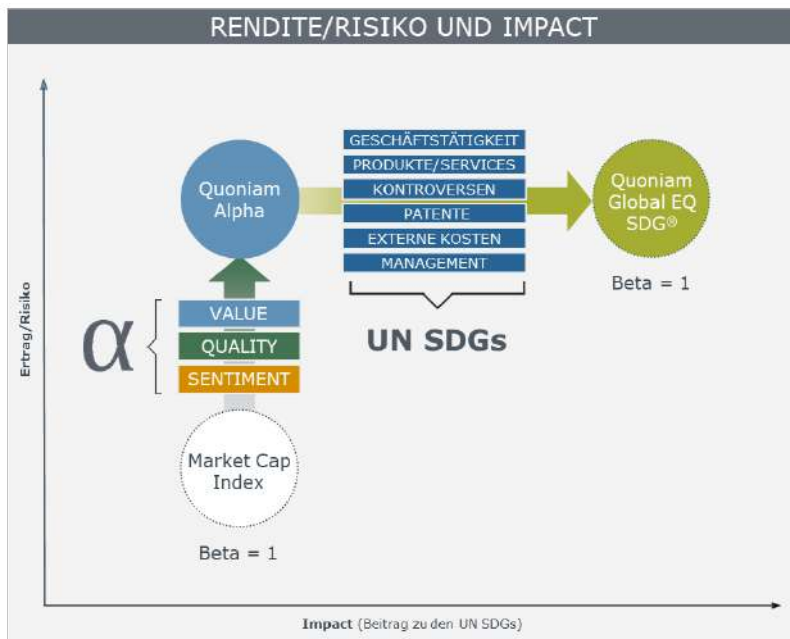 RENDITE/RISIKO UND IMPACT
Ertrag/Risiko
Quoniam
Alpha
GESCHÄFTSTÄTIGKEIT
PRODUKTE/SERVICES
KONTROVERSEN
PATENTE
EXTERNE KOSTEN
MANAGEMENT
UN SDGs
Quoniam
Global EQ
SDG®
Beta = 1
α
VALUE
QUALITY
SENTIMENT
Market Cap
Index
Beta = 1
Impact (Beitrag zu den UN SDGs)